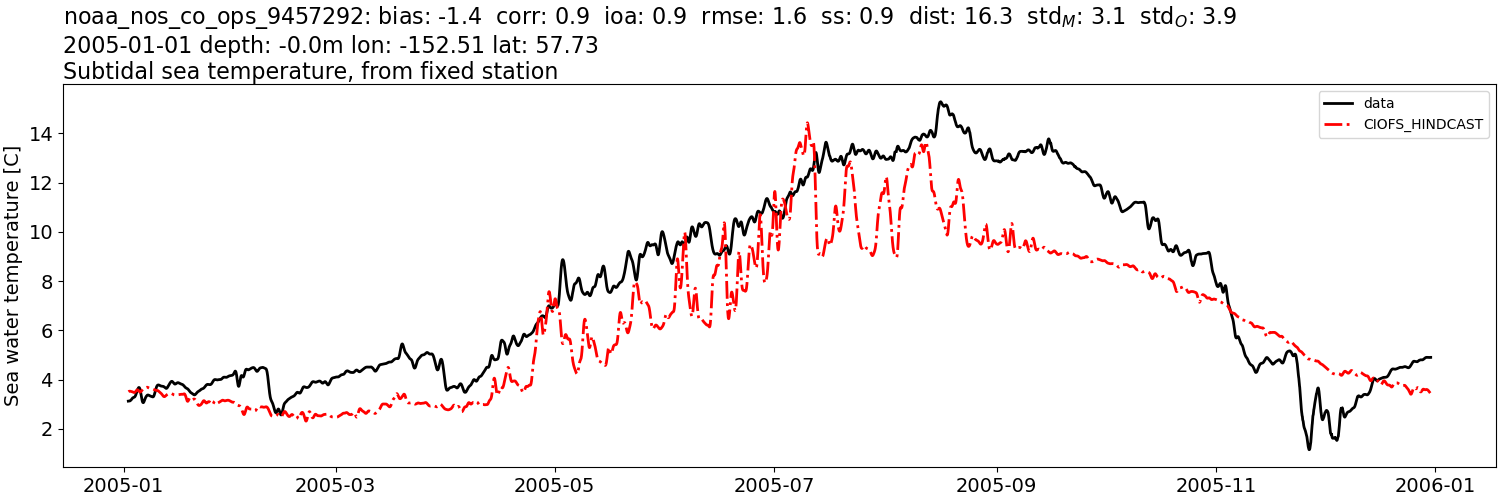 noaa_nos_co_ops_9457292: bias: -1.4  corr: 0.9  ioa: 0.9  rmse: 1.6  ss: 0.9  dist: 16.3  std_M: 3.1  std_O: 3.9
2005-01-01 depth: -0.0m lon: -152.51 lat: 57.73
Subtidal sea temperature, from fixed station
data
CIOFS_HINDCAST
Sea water temperature [C]
14
12
10
8
6
4
2
2005-01
2005-03
2005-05
2005-07
2005-09
2005-11
2006-01